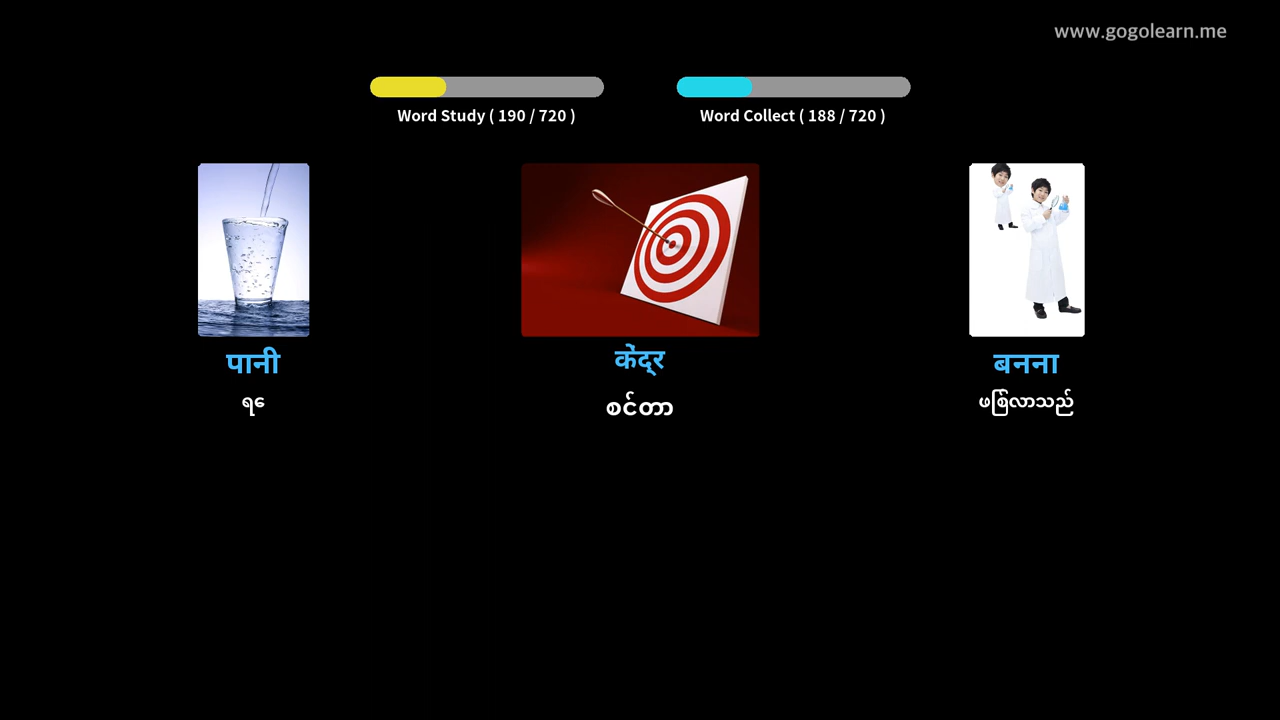 www.gogolearn.me
Word Study ( 190 / 720 )
Word Collect ( 188 / 720 )
पानी
केंद्र
बनना
ရေ
စင်တာ
ဖြစ်လာသည်